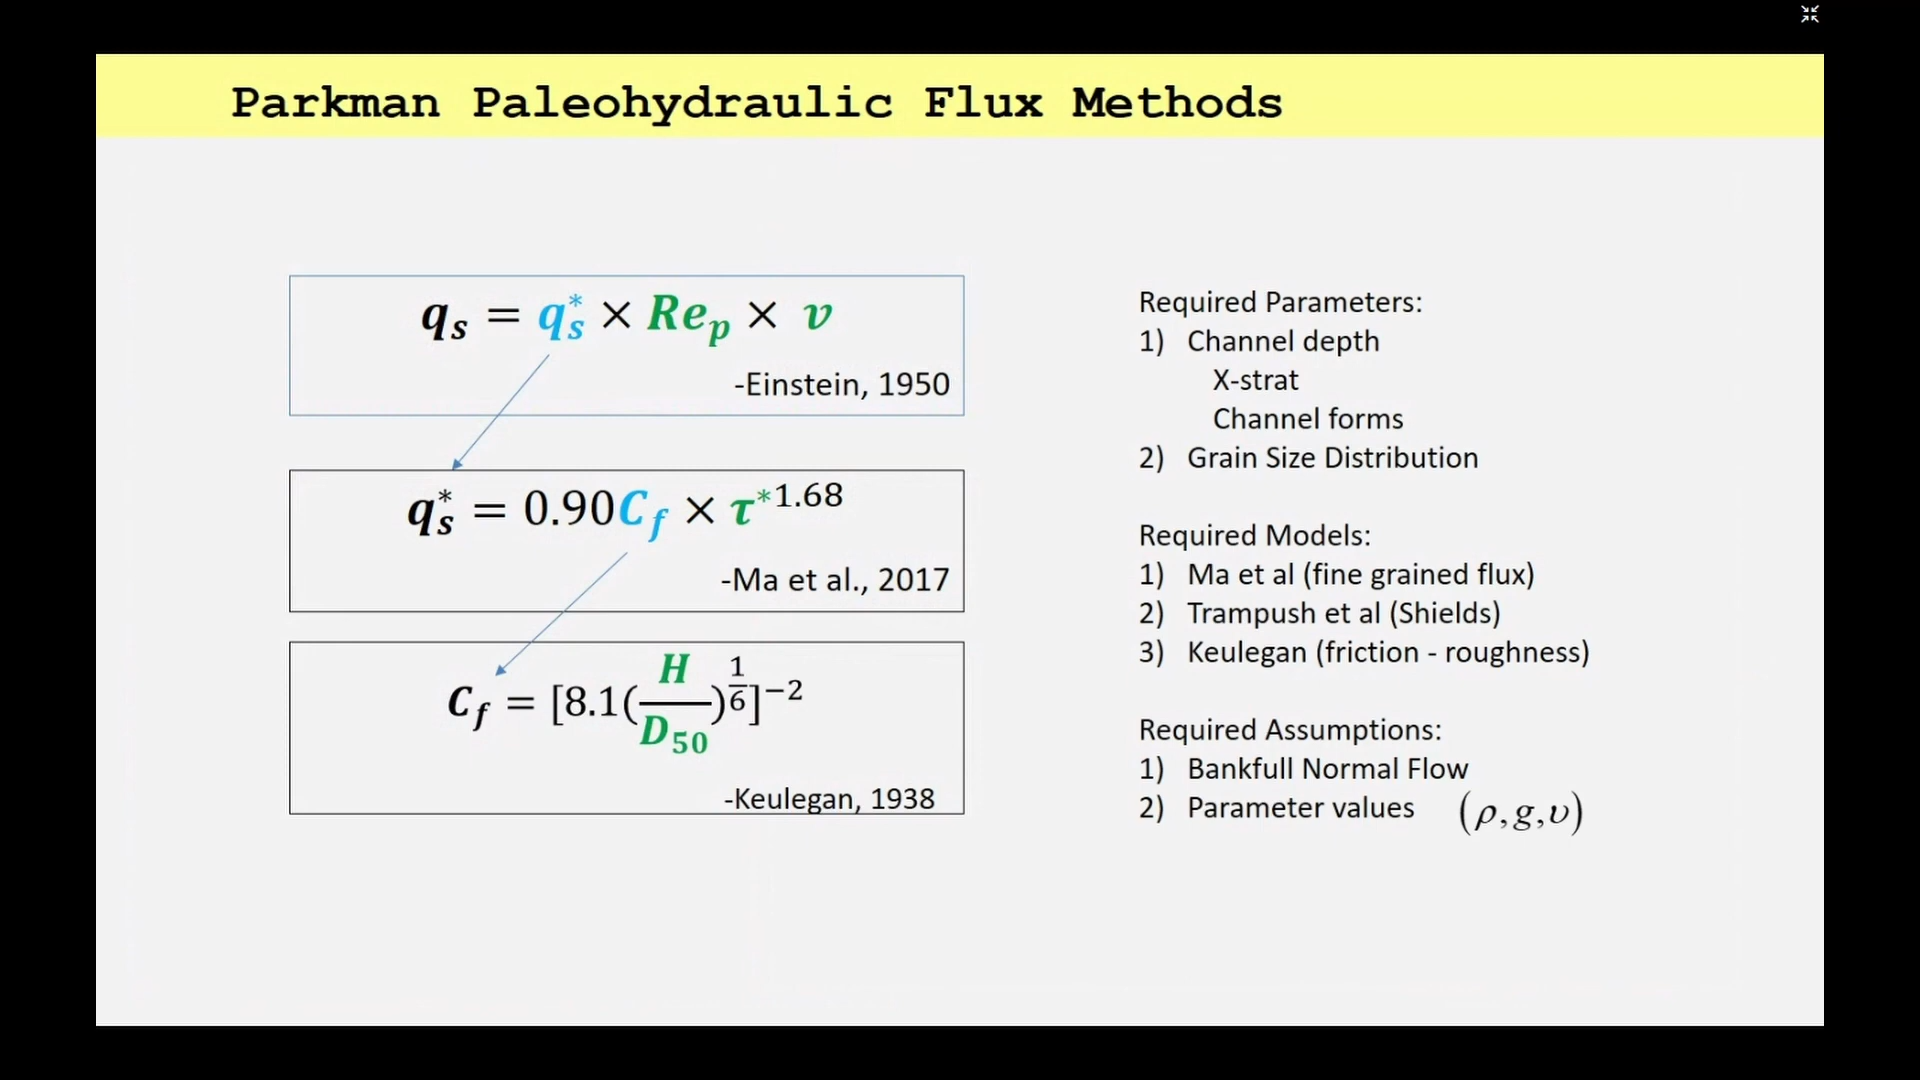 Parkman Paleohydraulic Flux Methods
q_s = q_s^* × Re_p × ν
-Einstein, 1950
q_s^* = 0.90C_f × τ^{*1.68}
-Ma et al., 2017
C_f = [8.1(H/D_50)^{1/6}]^{-2}
-Keulegan, 1938
Required Parameters:
1) Channel depth
X-strat
Channel forms
2) Grain Size Distribution
Required Models:
1) Ma et al (fine grained flux)
2) Trampush et al (Shields)
3) Keulegan (friction - roughness)
Required Assumptions:
1) Bankfull Normal Flow
2) Parameter values (ρ,g,υ)